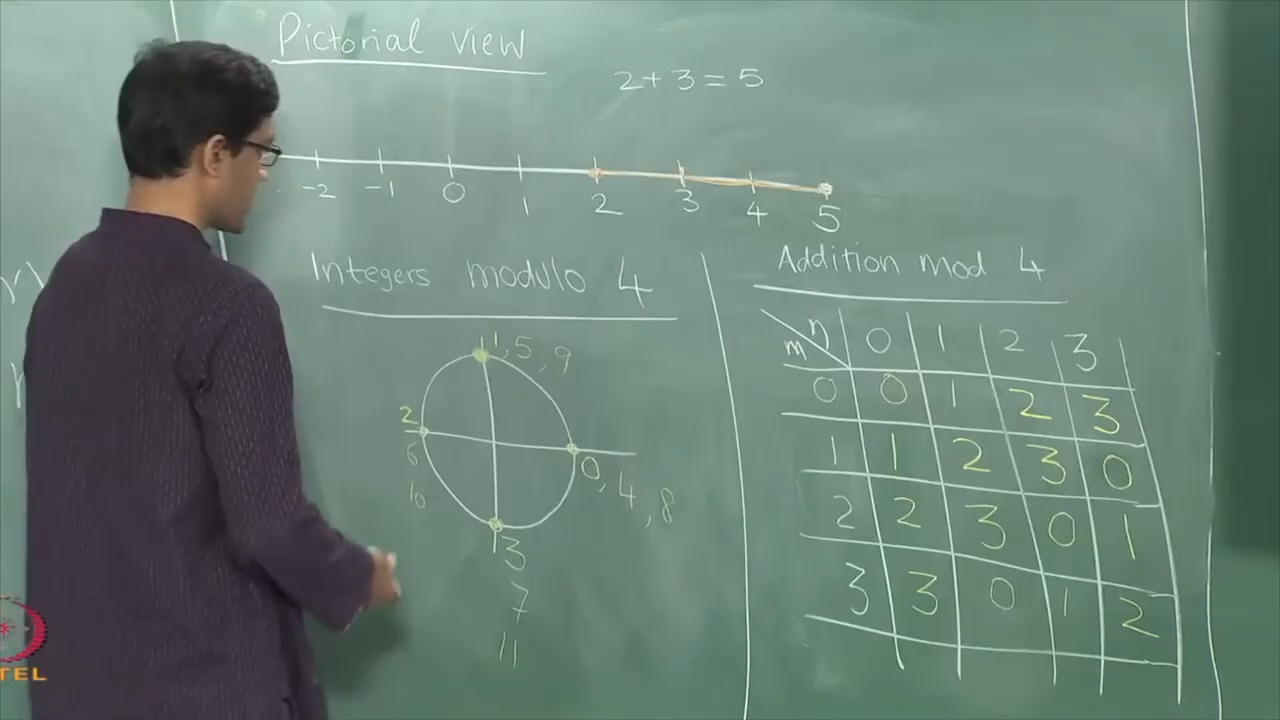 Pictorial view
2+3=5
-2 -1 0 1 2 3 4 5
Integers modulo 4
1, 5, 9
2
6
10
0, 4, 8
3
7
11
Addition mod 4
n
m
0 1 2 3
0 0 1 2 3
1 1 2 3 0
2 2 3 0 1
3 3 0 1 2
TEL